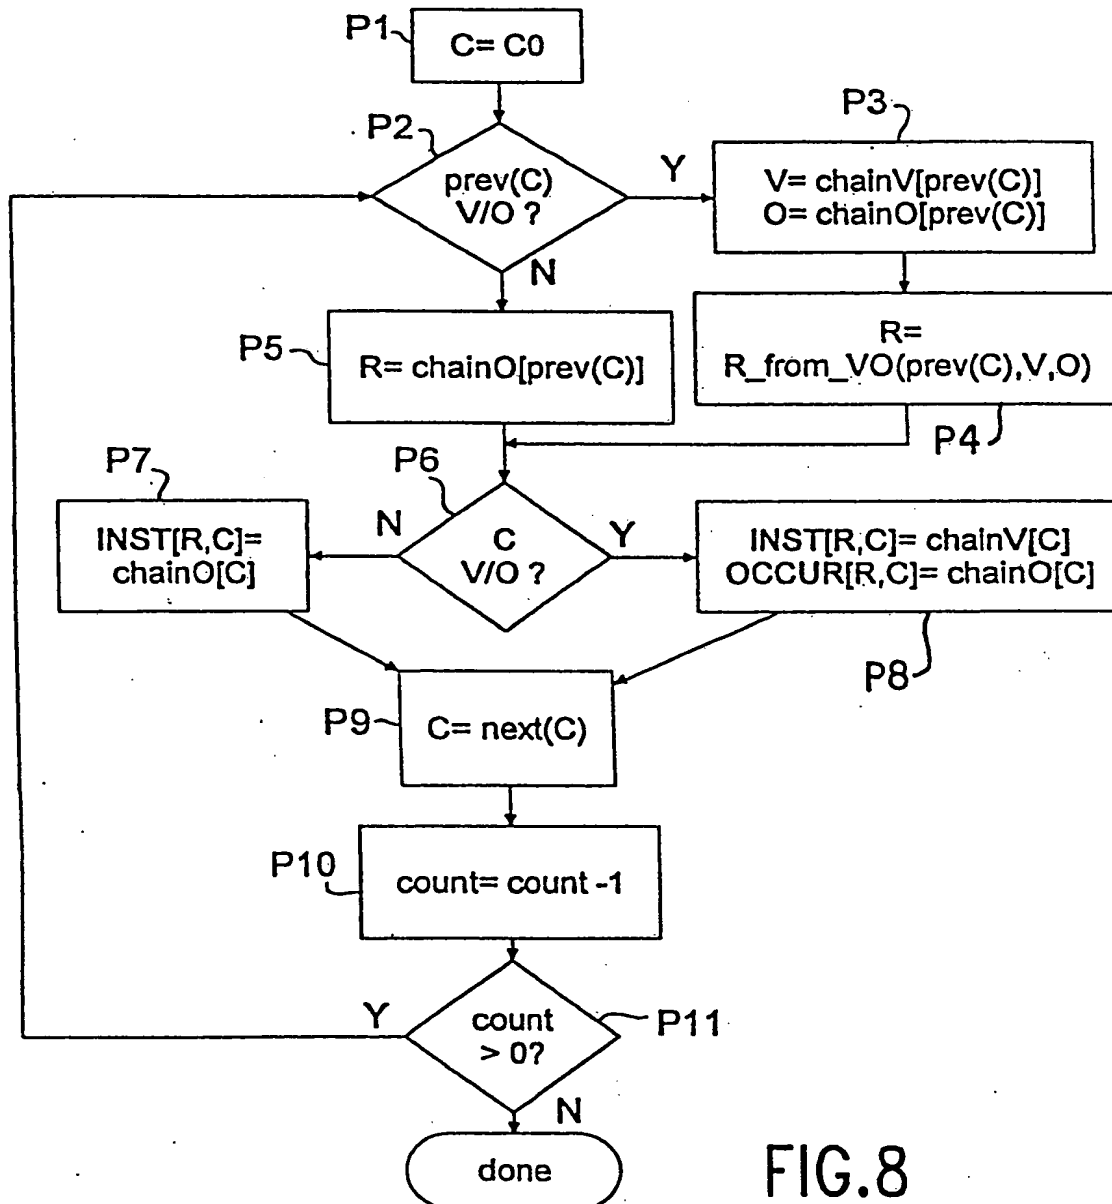 P1
C= C0
P2
prev(C)
V/O ?
Y
N
P3
V= chainV[prev(C)]
O= chainO[prev(C)]
R=
R_from_VO(prev(C),V,O)
P4
P5
R= chainO[prev(C)]
P6
C
V/O ?
N
Y
P7
INST[R,C]=
chainO[C]
INST[R,C]= chainV[C]
OCCUR[R,C]= chainO[C]
P8
P9
C= next(C)
P10
count= count -1
Y
count
> 0?
P11
N
done
FIG.8